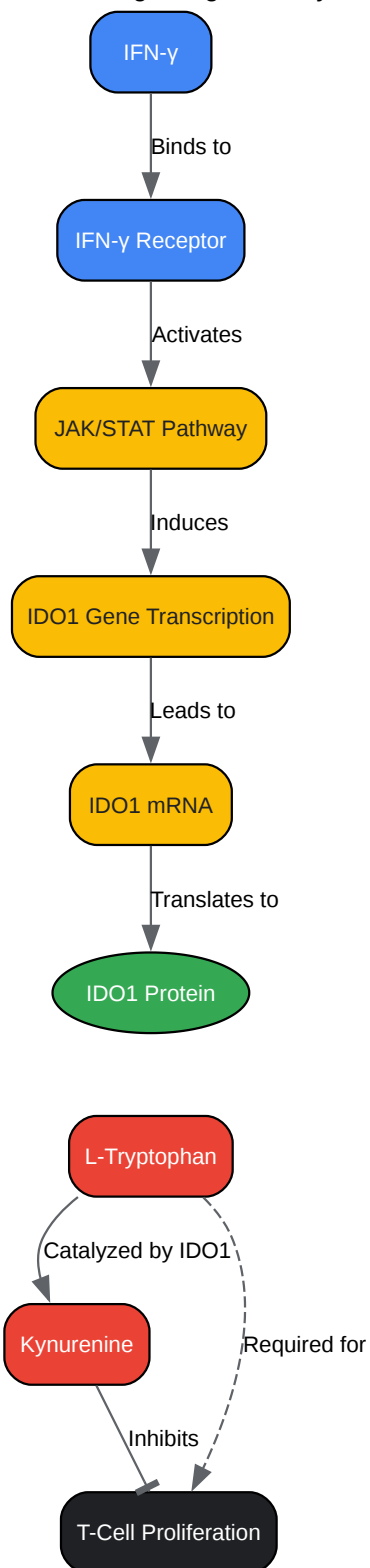 IFN-γ
Binds to
IFN-γ Receptor
Activates
JAK/STAT Pathway
Induces
IDO1 Gene Transcription
Leads to
IDO1 mRNA
Translates to
IDO1 Protein
L-Tryptophan
Catalyzed by IDO1
Kynurenine
Required for
Inhibits
T-Cell Proliferation